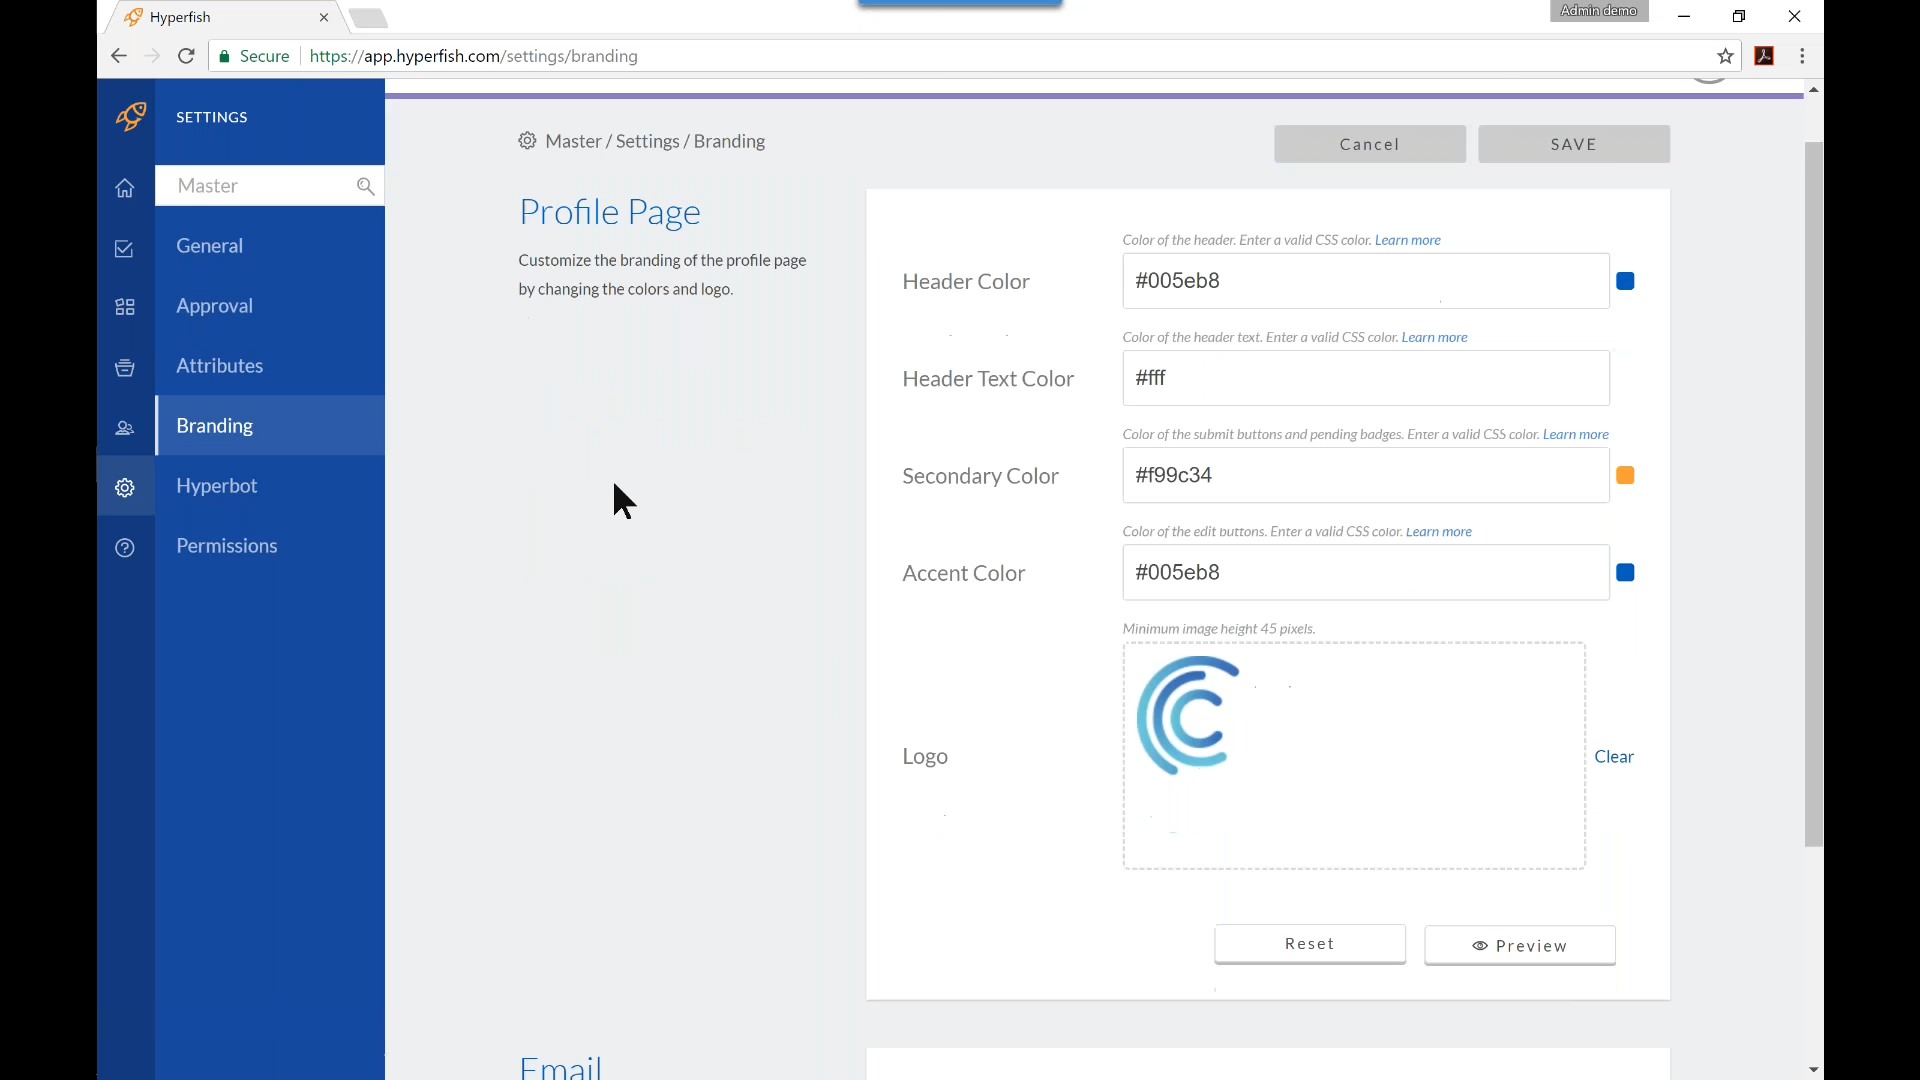 Hyperfish
Admin demo
Secure
https://app.hyperfish.com/settings/branding
SETTINGS
Master
General
Approval
Attributes
Branding
Hyperbot
Permissions
Master / Settings / Branding
Cancel
SAVE
Profile Page
Customize the branding of the profile page
by changing the colors and logo.
Color of the header. Enter a valid CSS color. Learn more
Header Color
#005eb8
Color of the header text. Enter a valid CSS color. Learn more
Header Text Color
#fff
Color of the submit buttons and pending badges. Enter a valid CSS color. Learn more
Secondary Color
#f99c34
Color of the edit buttons. Enter a valid CSS color. Learn more
Accent Color
#005eb8
Minimum image height 45 pixels.
Logo
Clear
Reset
Preview
Email